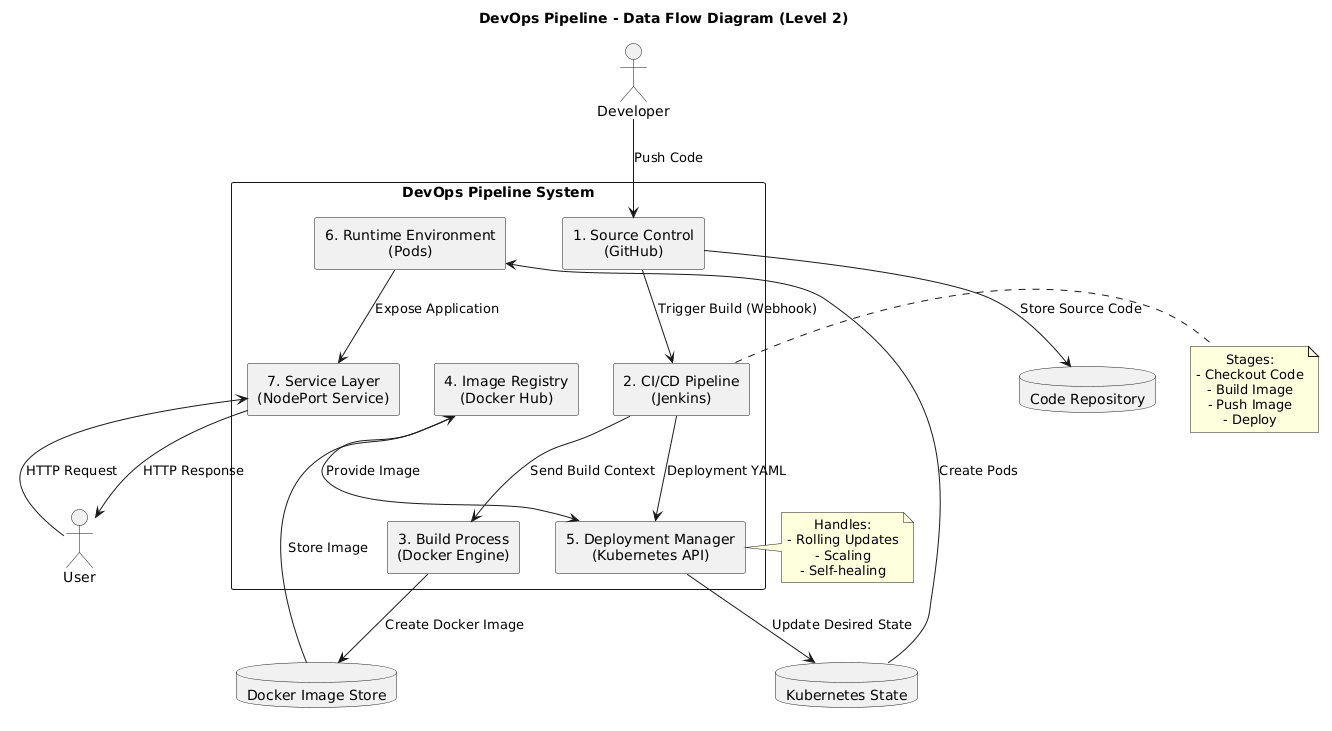 DevOps Pipeline - Data Flow Diagram (Level 2)
Developer
Push Code
DevOps Pipeline System
6. Runtime Environment
(Pods)
1. Source Control
(GitHub)
Expose Application
Trigger Build (Webhook)
Store Source Code
7. Service Layer
(NodePort Service)
4. Image Registry
(Docker Hub)
2. CI/CD Pipeline
(Jenkins)
Code Repository
Stages:
- Checkout Code
- Build Image
- Push Image
- Deploy
HTTP Request
HTTP Response
Provide Image
Send Build Context
Deployment YAML
Create Pods
User
Store Image
3. Build Process
(Docker Engine)
5. Deployment Manager
(Kubernetes API)
Handles:
- Rolling Updates
- Scaling
- Self-healing
Create Docker Image
Update Desired State
Docker Image Store
Kubernetes State